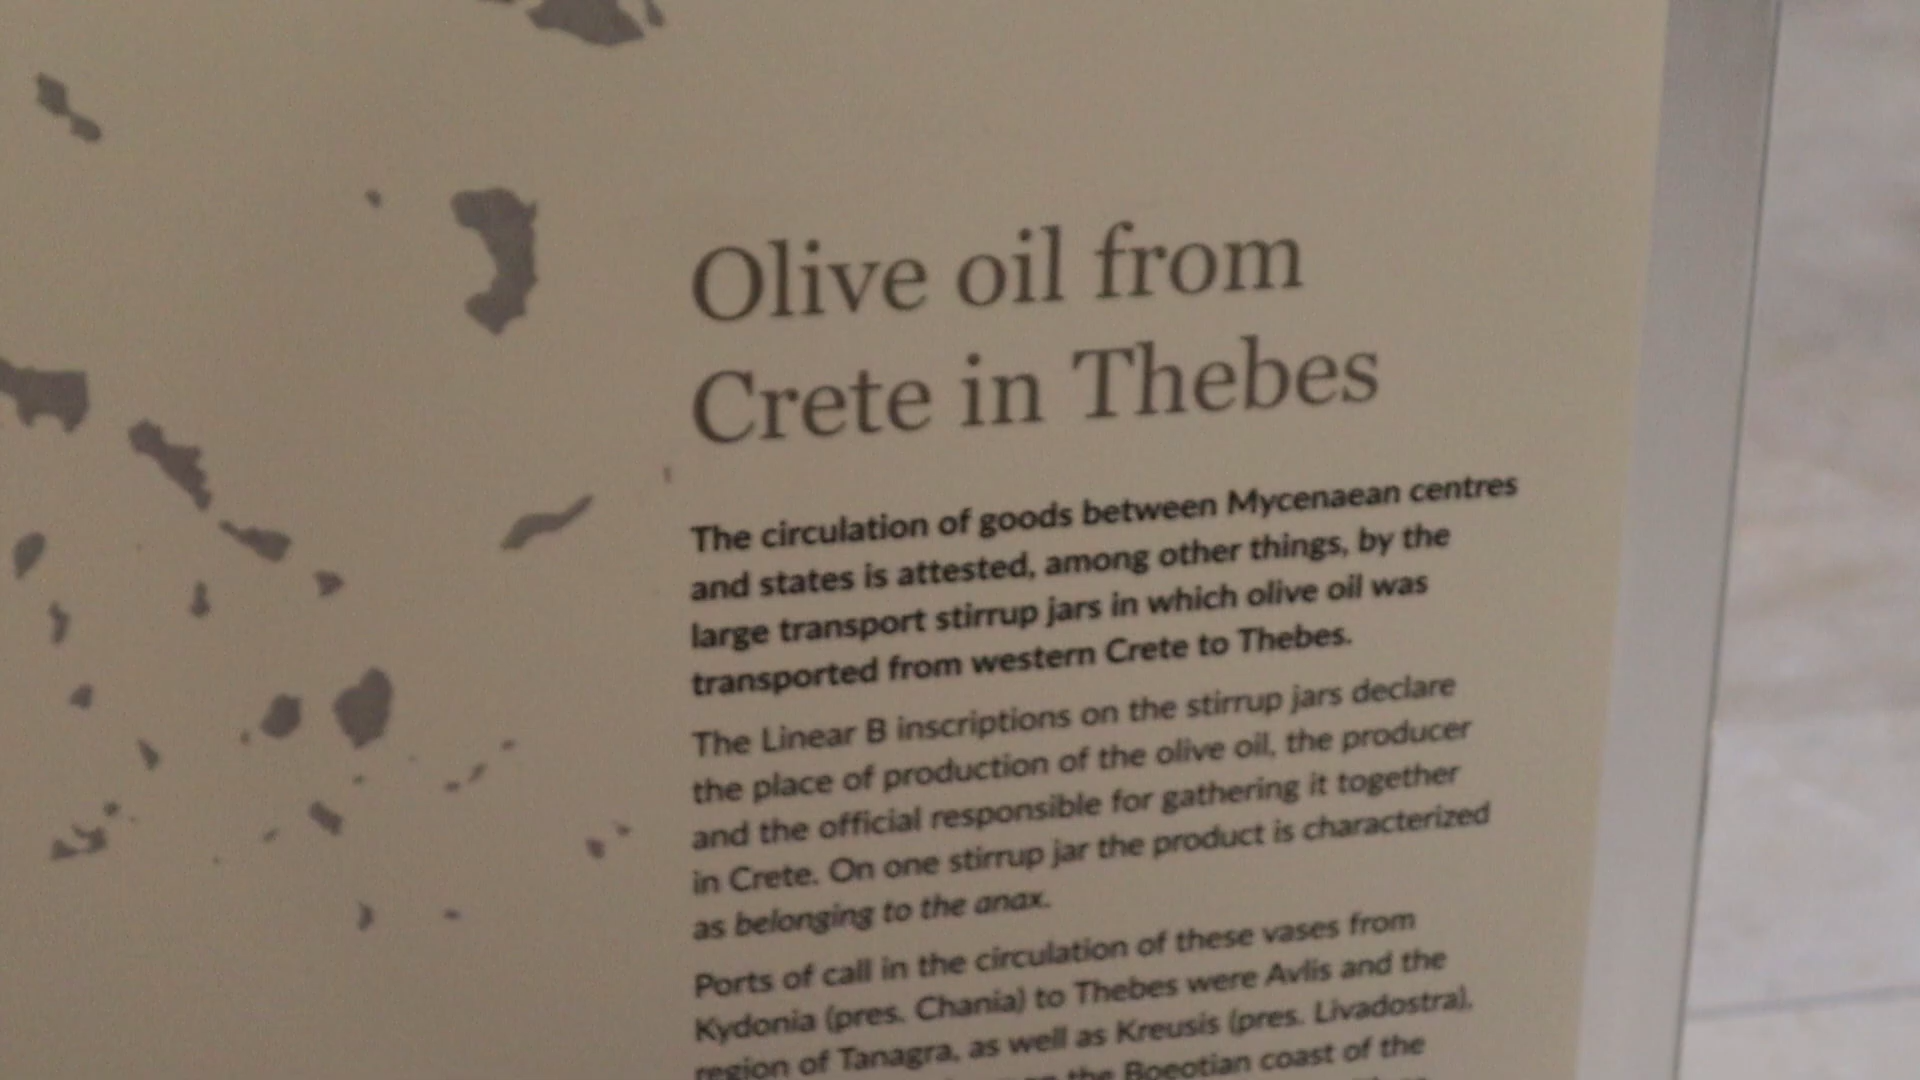 Olive oil from
Crete in Thebes
The circulation of goods between Mycenaean centres
and states is attested, among other things, by the
large transport stirrup jars in which olive oil was
transported from western Crete to Thebes.
The Linear B inscriptions on the stirrup jars declare
the place of production of the olive oil, the producer
and the official responsible for gathering it together
in Crete. On one stirrup jar the product is characterized
as belonging to the anax.
Ports of call in the circulation of these vases from
Kydonia (pres. Chania) to Thebes were Avlis and the
region of Tanagra, as well as Kreusis (pres. Livadostra),
the Boeotian coast of the